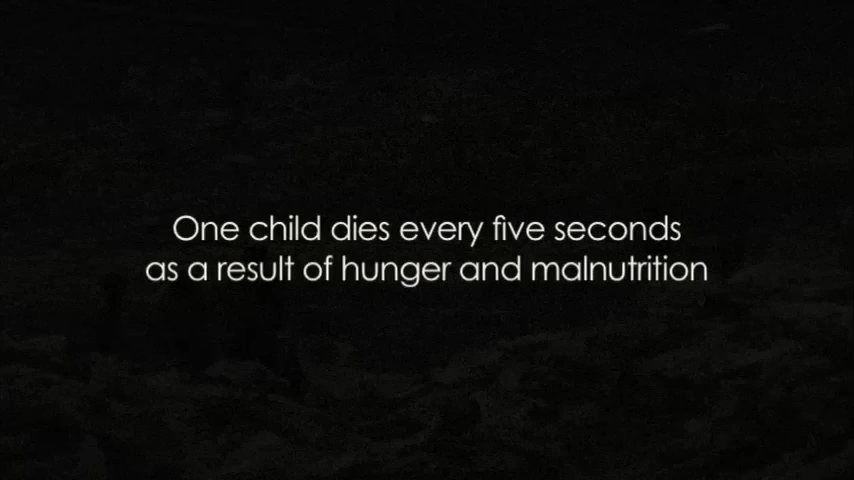 One child dies every five seconds
as a result of hunger and malnutrition